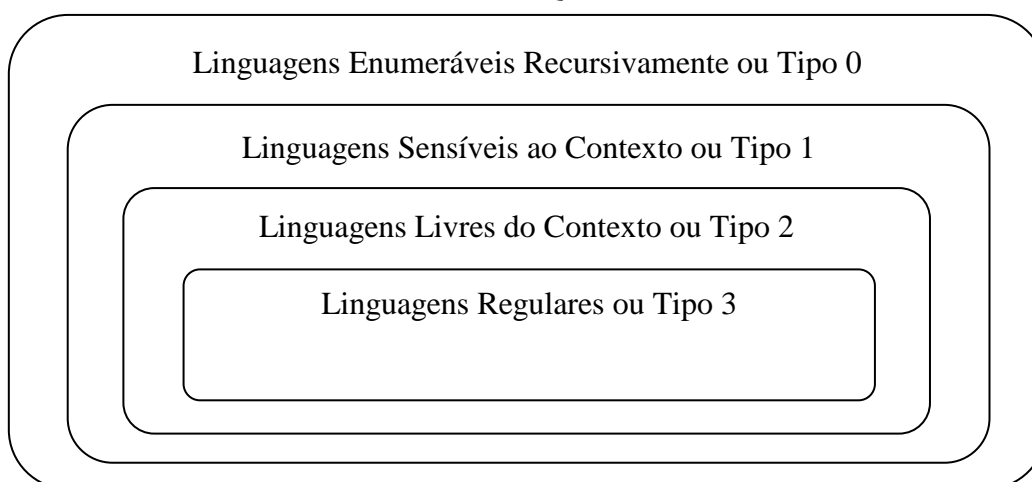 Linguagens Enumeráveis Recursivamente ou Tipo 0
Linguagens Sensíveis ao Contexto ou Tipo 1
Linguagens Livres do Contexto ou Tipo 2
Linguagens Regulares ou Tipo 3